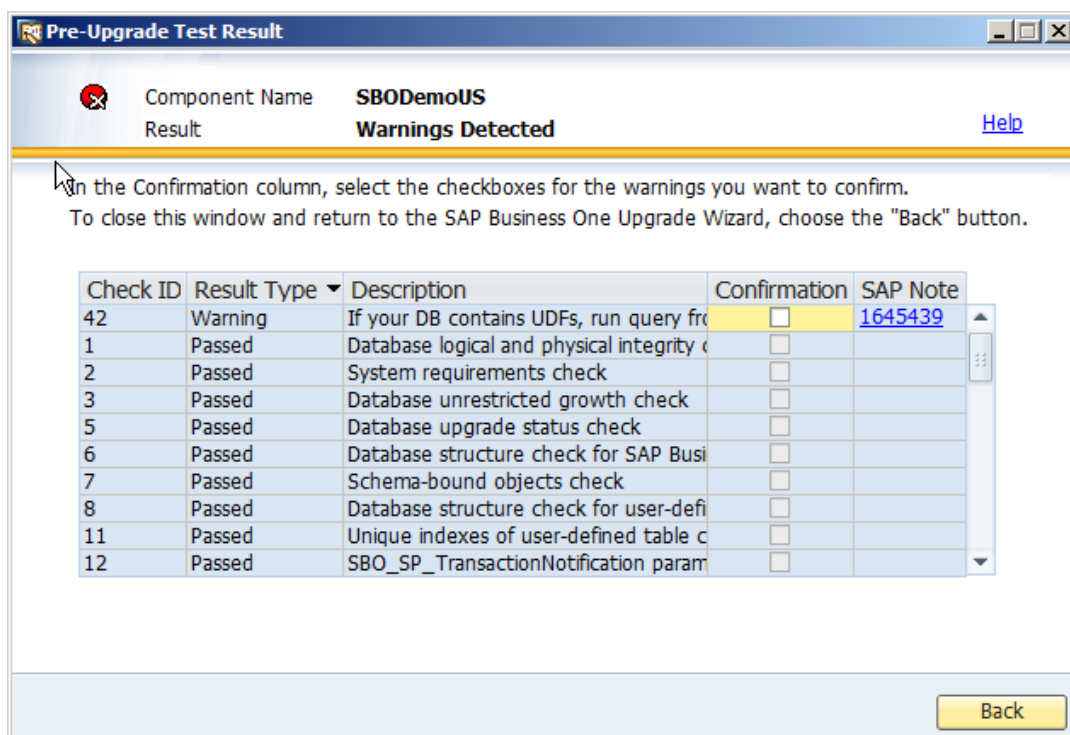 Pre-Upgrade Test Result
Component Name SBODemoUS
Result Warnings Detected Help
In the Confirmation column, select the checkboxes for the warnings you want to confirm.
To close this window and return to the SAP Business One Upgrade Wizard, choose the "Back" button.
Check ID Result Type Description Confirmation SAP Note
42 Warning If your DB contains UDFs, run query fro 1645439
1 Passed Database logical and physical integrity c
2 Passed System requirements check
3 Passed Database unrestricted growth check
5 Passed Database upgrade status check
6 Passed Database structure check for SAP Busi
7 Passed Schema-bound objects check
8 Passed Database structure check for user-defi
11 Passed Unique indexes of user-defined table c
12 Passed SBO_SP_TransactionNotification param
Back